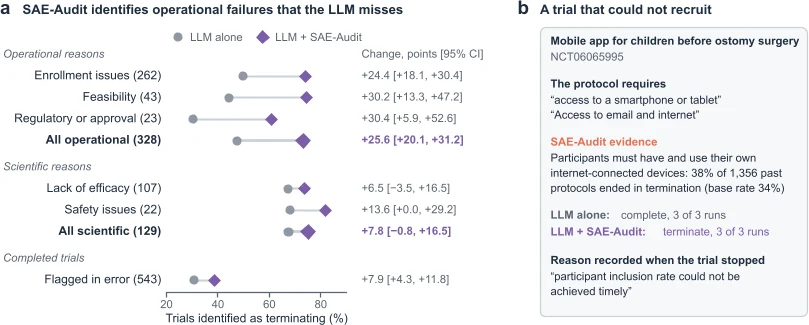 a SAE-Audit identifies operational failures that the LLM misses
LLM alone LLM + SAE-Audit
Operational reasons Change, points [95% CI]
Enrollment issues (262) +24.4 [+18.1, +30.4]
Feasibility (43) +30.2 [+13.3, +47.2]
Regulatory or approval (23) +30.4 [+5.9, +52.6]
All operational (328) +25.6 [+20.1, +31.2]
Scientific reasons
Lack of efficacy (107) +6.5 [−3.5, +16.5]
Safety issues (22) +13.6 [+0.0, +29.2]
All scientific (129) +7.8 [−0.8, +16.5]
Completed trials
Flagged in error (543) +7.9 [+4.3, +11.8]
20 40 60 80
Trials identified as terminating (%)
b A trial that could not recruit
Mobile app for children before ostomy surgery
NCT06065995
The protocol requires
“access to a smartphone or tablet”
“Access to email and internet”
SAE-Audit evidence
Participants must have and use their own
internet-connected devices: 38% of 1,356 past
protocols ended in termination (base rate 34%)
LLM alone: complete, 3 of 3 runs
LLM + SAE-Audit: terminate, 3 of 3 runs
Reason recorded when the trial stopped
“participant inclusion rate could not be
achieved timely”